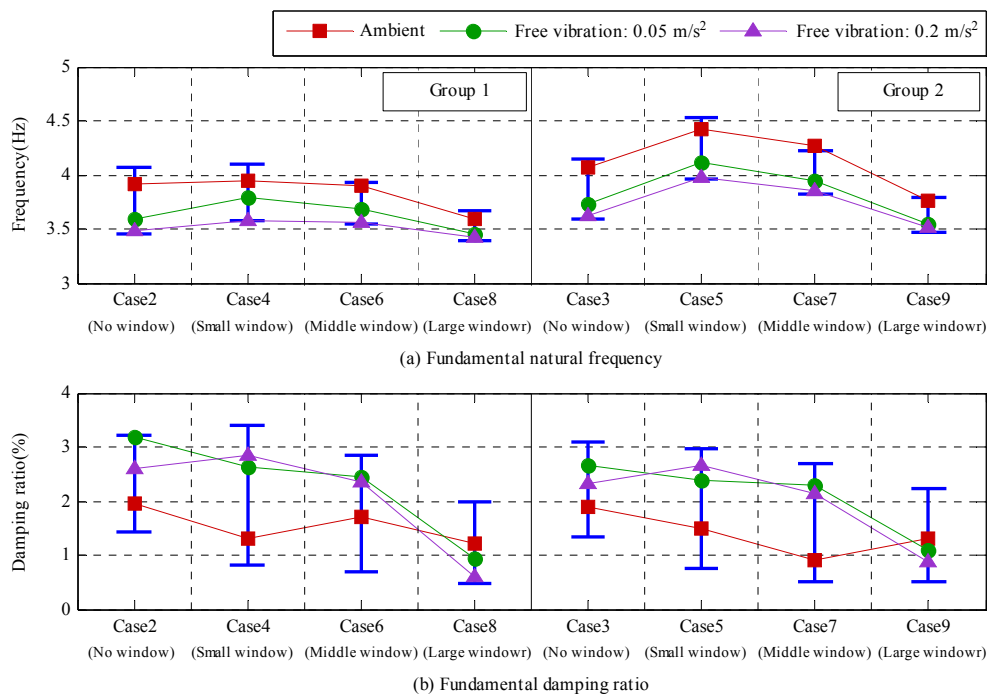 Ambient Free vibration: 0.05 m/s² Free vibration: 0.2 m/s²
Group 1 Group 2
Frequency(Hz)
5
4.5
4
3.5
3
Case2 Case4 Case6 Case8 Case3 Case5 Case7 Case9
(No window) (Small window) (Middle window) (Large windowr) (No window) (Small window) (Middle window) (Large windowr)
(a) Fundamental natural frequency
Damping ratio(%)
4
3
2
1
0
Case2 Case4 Case6 Case8 Case3 Case5 Case7 Case9
(No window) (Small window) (Middle window) (Large windowr) (No window) (Small window) (Middle window) (Large windowr)
(b) Fundamental damping ratio